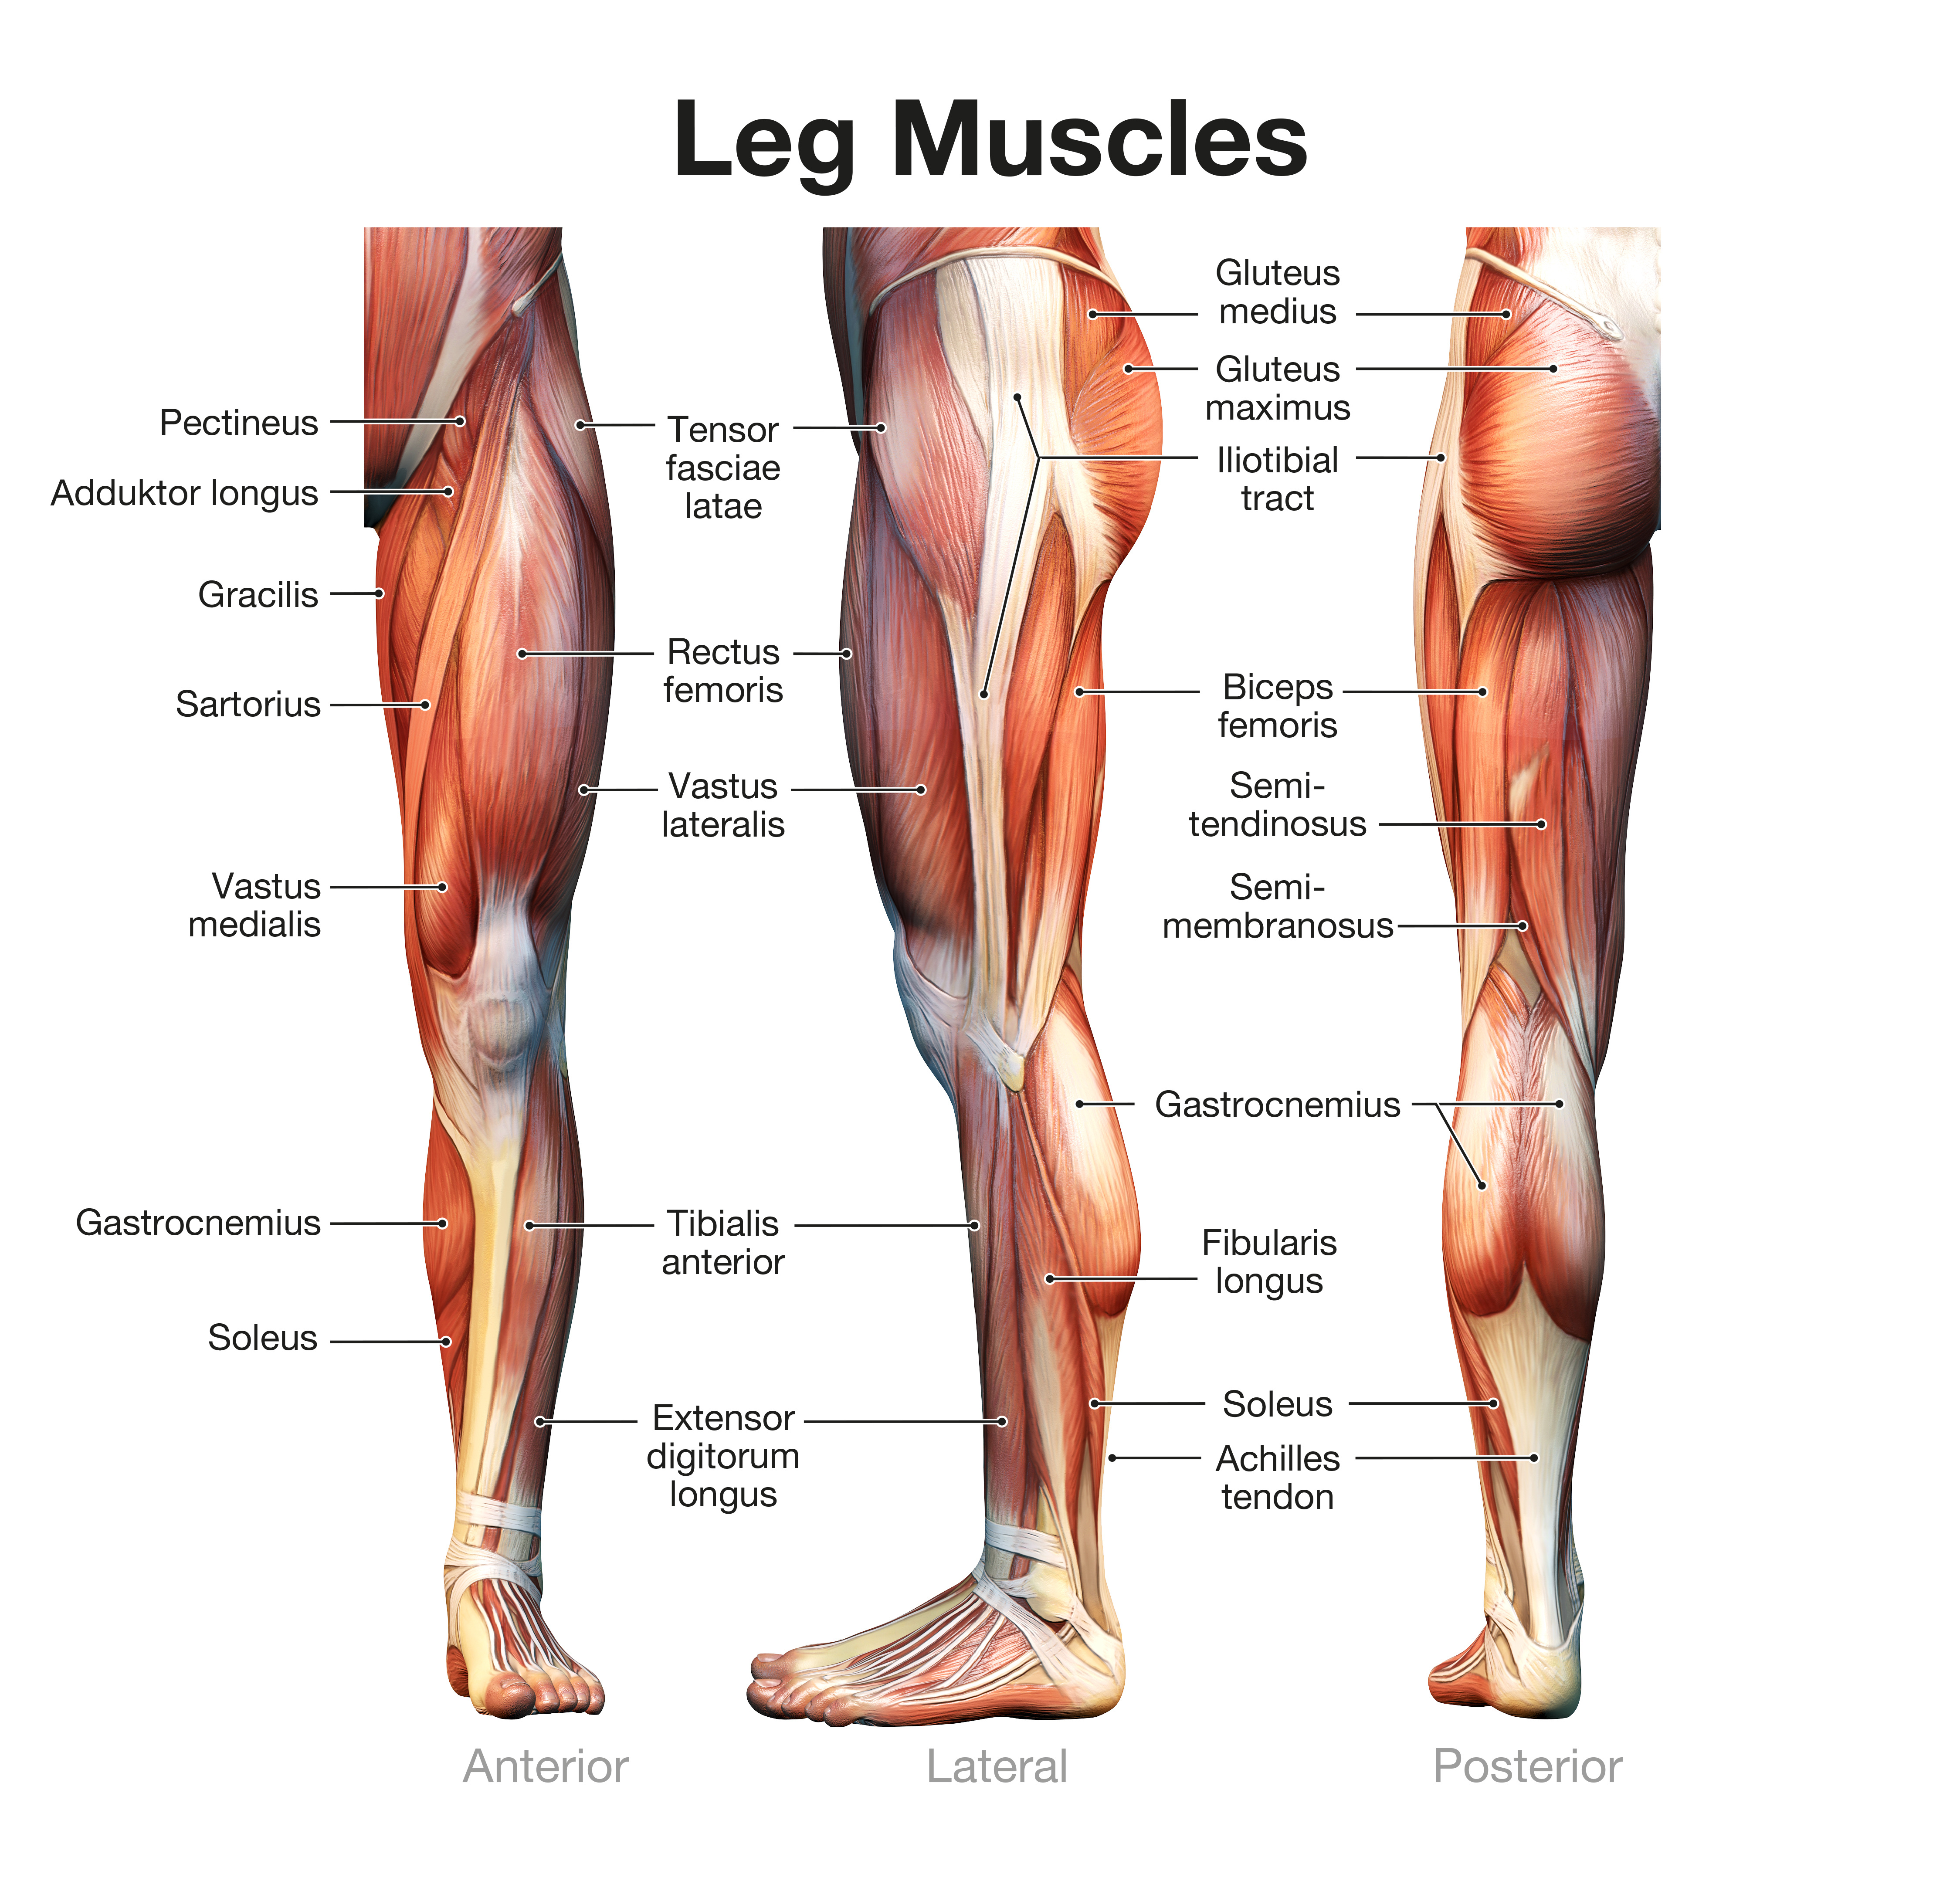 Leg Muscles
Pectineus
Adduktor longus
Gracilis
Sartorius
Vastus
medialis
Gastrocnemius
Soleus
Tensor
fasciae
latae
Rectus
femoris
Vastus
lateralis
Tibialis
anterior
Extensor
digitorum
longus
Gluteus
medius
Gluteus
maximus
Iliotibial
tract
Biceps
femoris
Semi-
tendinosus
Semi-
membranosus
Gastrocnemius
Fibularis
longus
Soleus
Achilles
tendon
Anterior
Lateral
Posterior